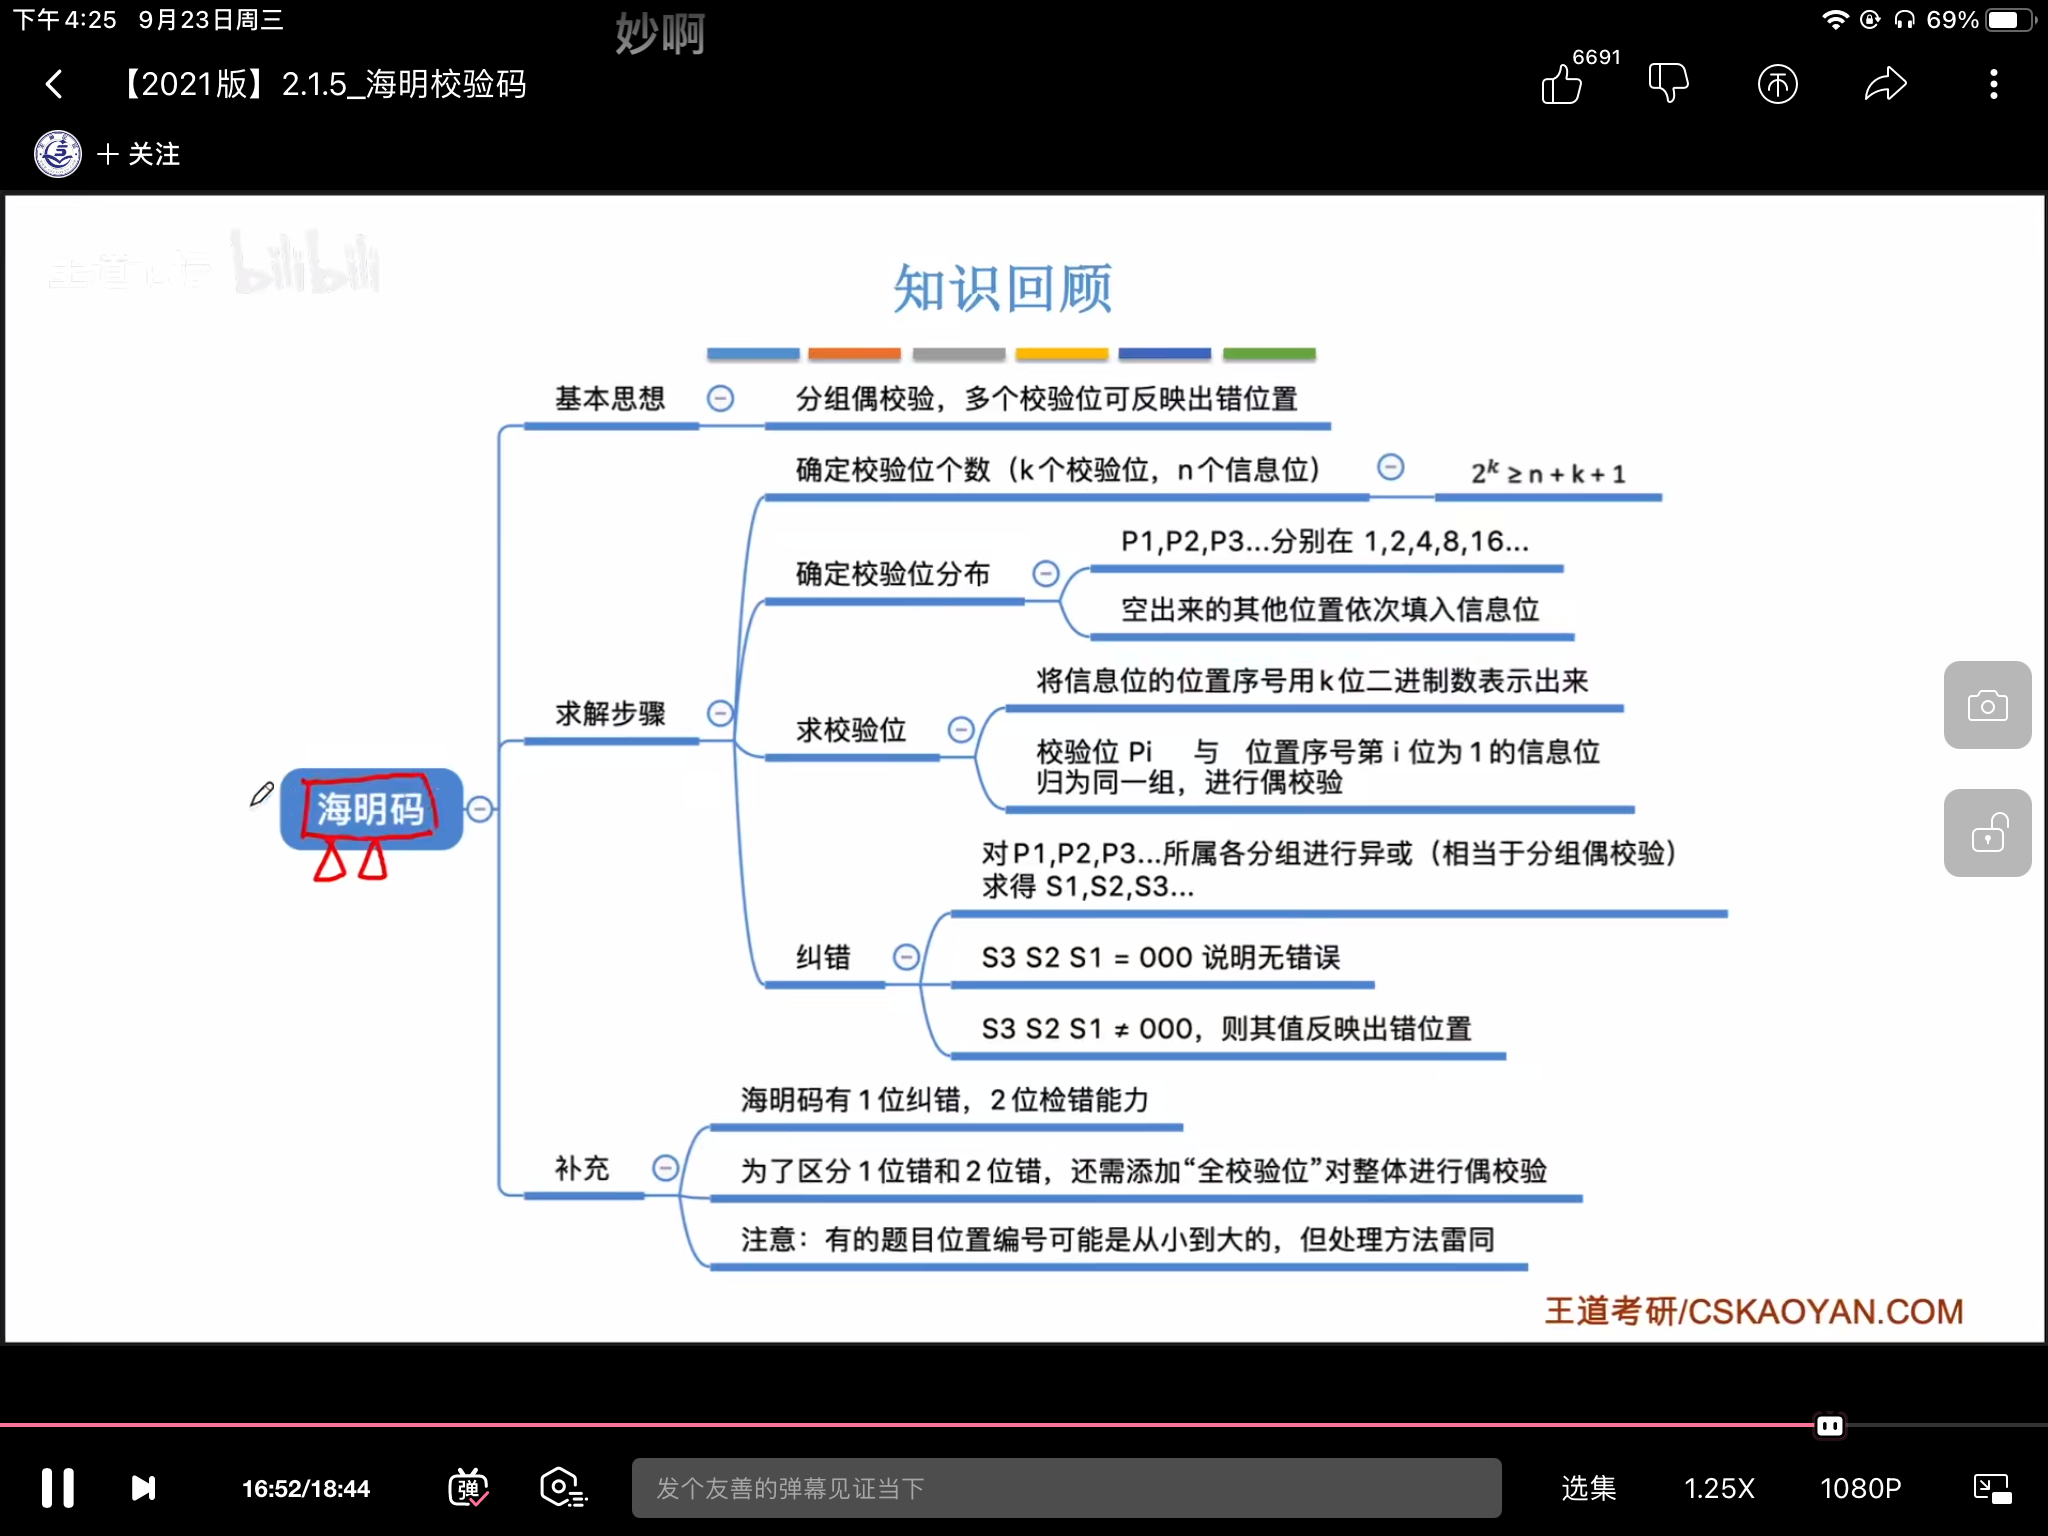 下午4:25 9月23日周三
妙啊
69%
【2021版】2.1.5_海明校验码
6691
+ 关注
bilibili
知识回顾
基本思想
分组偶校验，多个校验位可反映出错位置
确定校验位个数（k个校验位，n个信息位）
2^k ≥ n + k + 1
P1,P2,P3...分别在 1,2,4,8,16...
确定校验位分布
空出来的其他位置依次填入信息位
将信息位的位置序号用k位二进制数表示出来
求解步骤
求校验位
校验位 Pi 与 位置序号第 i 位为1的信息位
归为同一组，进行偶校验
海明码
对P1,P2,P3...所属各分组进行异或（相当于分组偶校验）
求得 S1,S2,S3...
纠错
S3 S2 S1 = 000 说明无错误
S3 S2 S1 ≠ 000，则其值反映出错位置
海明码有1位纠错，2位检错能力
补充
为了区分1位错和2位错，还需添加“全校验位”对整体进行偶校验
注意：有的题目位置编号可能是从小到大的，但处理方法雷同
王道考研/CSKAOYAN.COM
16:52/18:44
弹
发个友善的弹幕见证当下
选集
1.25X
1080P